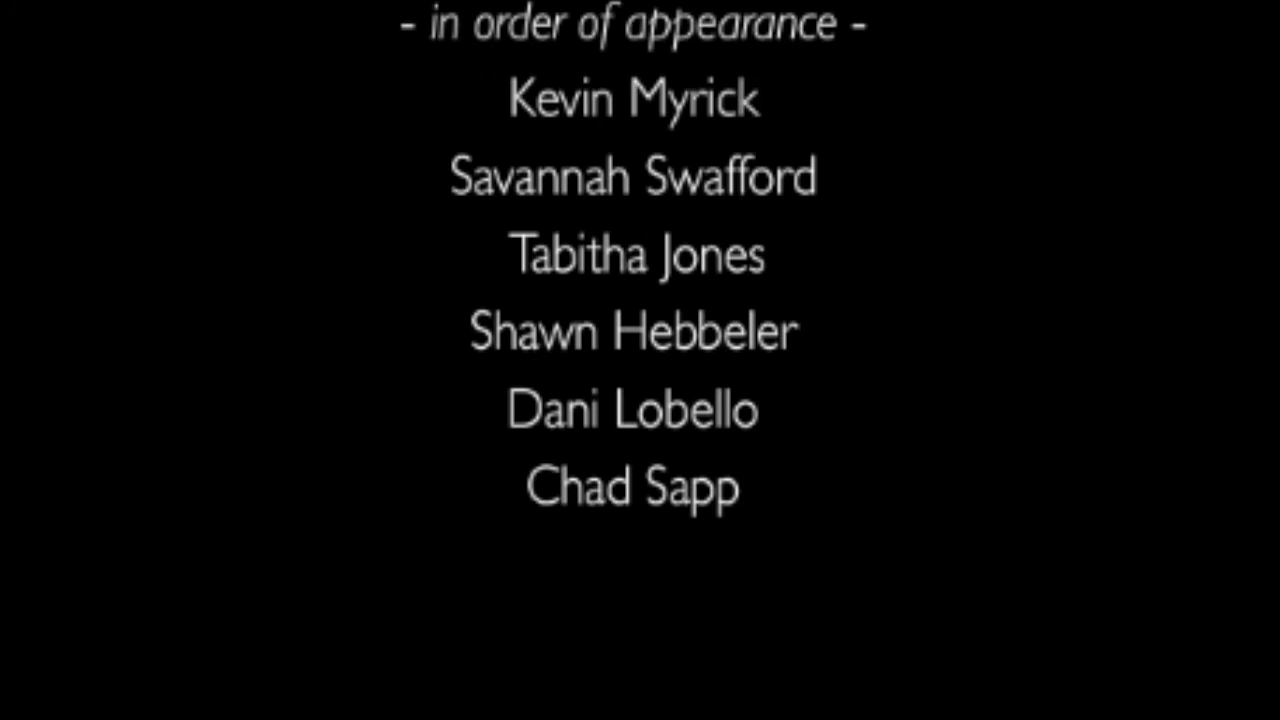 - in order of appearance -
Kevin Myrick
Savannah Swafford
Tabitha Jones
Shawn Hebbeler
Dani Lobello
Chad Sapp